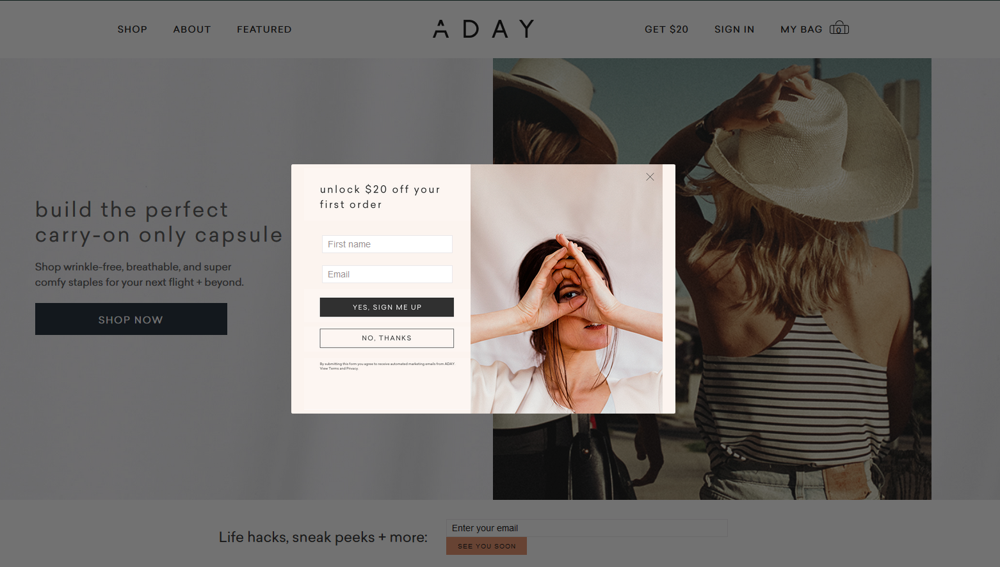 SHOP ABOUT FEATURED ADAY GET $20 SIGN IN MY BAG 0
build the perfect
carry-on only capsule
Shop wrinkle-free, breathable, and super
comfy staples for your next flight + beyond.
SHOP NOW
unlock $20 off your
first order
First name
Email
YES, SIGN ME UP
NO, THANKS
By submitting this form you agree to receive automated marketing emails from ADAY.
View Terms and Privacy.
Life hacks, sneak peeks + more:
Enter your email
SEE YOU SOON